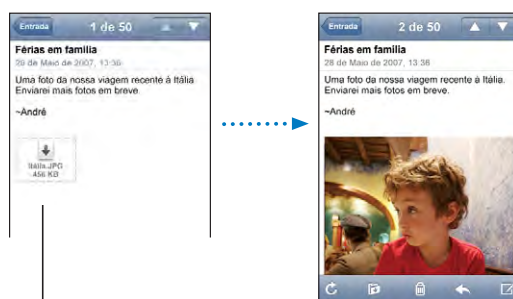 Entrada
1 de 50
Férias em família
29 de Maio de 2007, 13:36
Uma foto da nossa viagem recente à Itália
Enviarei mais fotos em breve.
~André
Itália.JPG
456 KB
Entrada
2 de 50
Férias em família
28 de Maio de 2007, 13:36
Uma foto da nossa viagem recente à Itália.
Enviarei mais fotos em breve.
~André